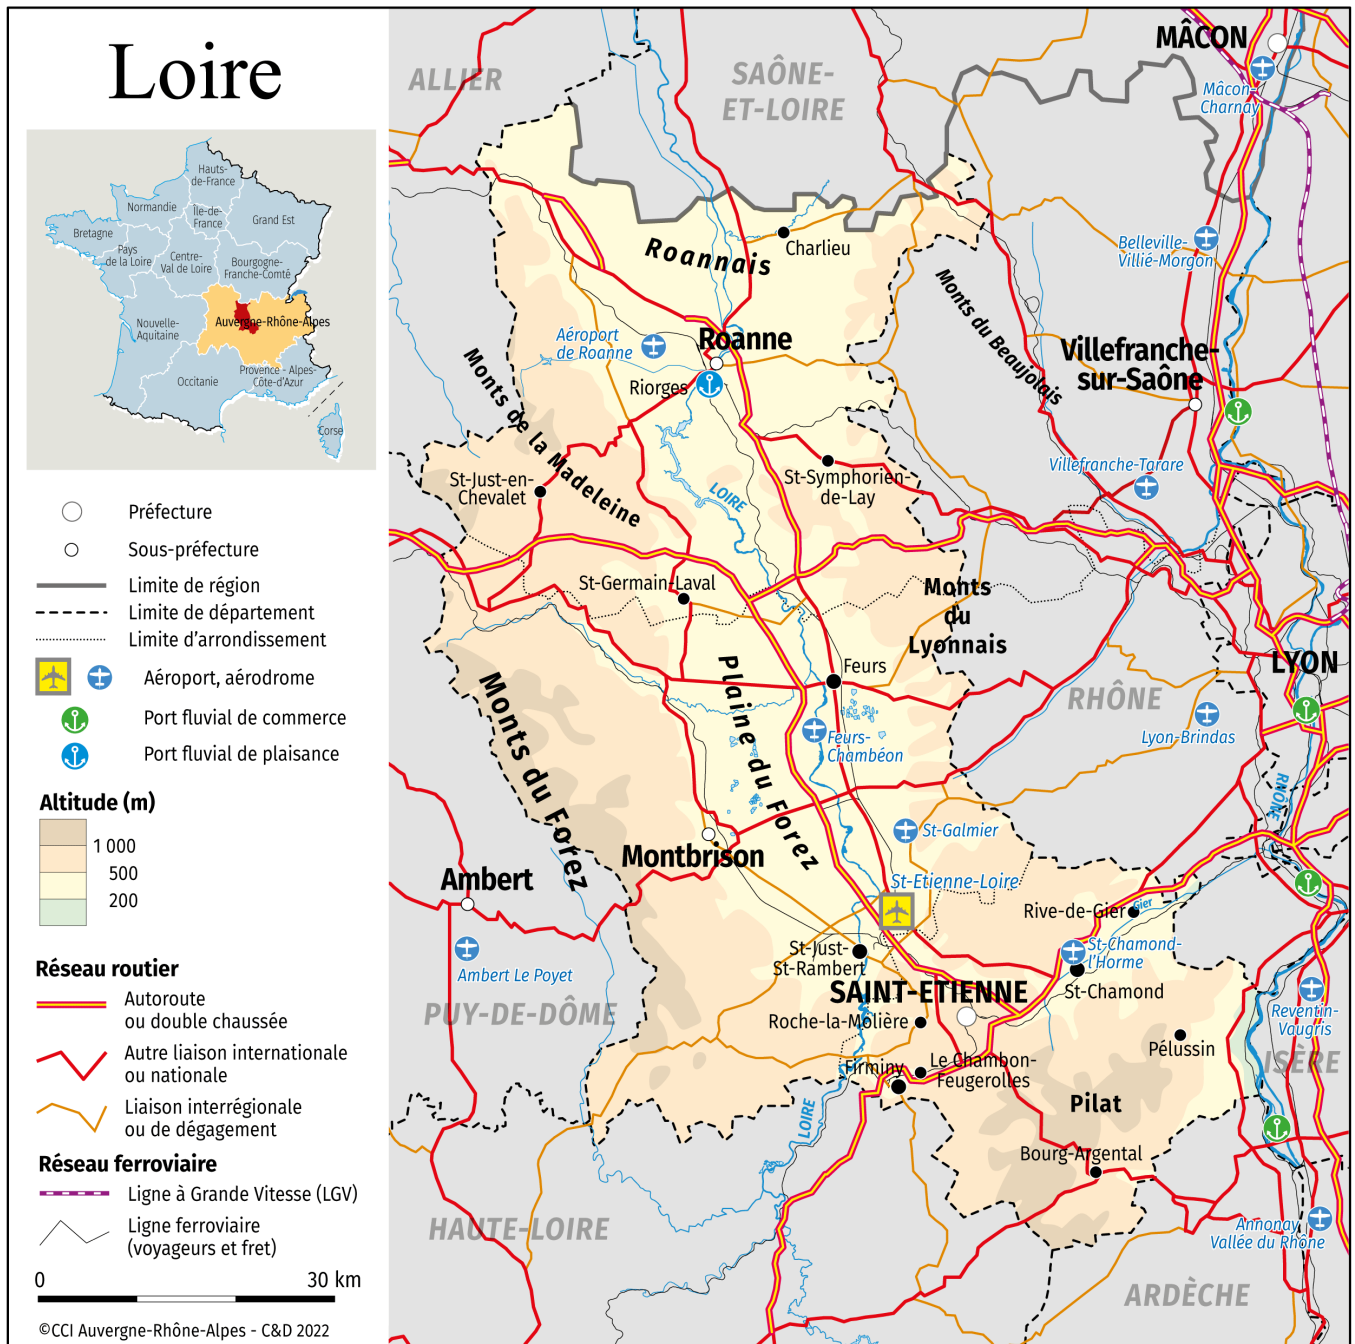 Loire
Hauts-
de-France
Normandie
Île-de-
France
Grand Est
Bretagne
Pays
de la Loire
Centre-
Val de Loire
Bourgogne-
Franche-Comté
Nouvelle-
Aquitaine
Auvergne-Rhône-Alpes
Occitanie
Provence - Alpes-
Côte-d'Azur
Corse
Préfecture
Sous-préfecture
Limite de région
Limite de département
Limite d'arrondissement
Aéroport, aérodrome
Port fluvial de commerce
Port fluvial de plaisance
Altitude (m)
1 000
500
200
Réseau routier
Autoroute
ou double chaussée
Autre liaison internationale
ou nationale
Liaison interrégionale
ou de dégagement
Réseau ferroviaire
Ligne à Grande Vitesse (LGV)
Ligne ferroviaire
(voyageurs et fret)
0
30 km
©CCI Auvergne-Rhône-Alpes - C&D 2022
ALLIER
SAÔNE-
ET-LOIRE
MÂCON
Mâcon-
Charnay
Charlieu
Roannais
Belleville-
Villié-Morgon
Monts du Beaujolais
Aéroport
de Roanne
Roanne
Riorges
Villefranche-
sur-Saône
Monts de la Madeleine
St-Just-en-
Chevalet
LOIRE
St-Symphorien-
de-Lay
Villefranche-Tarare
St-Germain-Laval
Monts
du
Lyonnais
LYON
Feurs
RHÔNE
Lyon-Brindas
Feurs-
Chambéon
Plaine du Forez
Monts du Forez
RHÔNE
St-Galmier
Montbrison
Ambert
St-Etienne-Loire
Rive-de-Gier
Gier
Ambert Le Poyet
St-Just-
St-Rambert
St-Chamond-
l'Horme
St-Chamond
SAINT-ETIENNE
PUY-DE-DÔME
Roche-la-Molière
Reventin-
Vaugris
Pélussin
ISÈRE
Firminy
Le Chambon-
Feugerolles
Pilat
LOIRE
Bourg-Argental
HAUTE-LOIRE
Annonay
Vallée du Rhône
ARDÈCHE